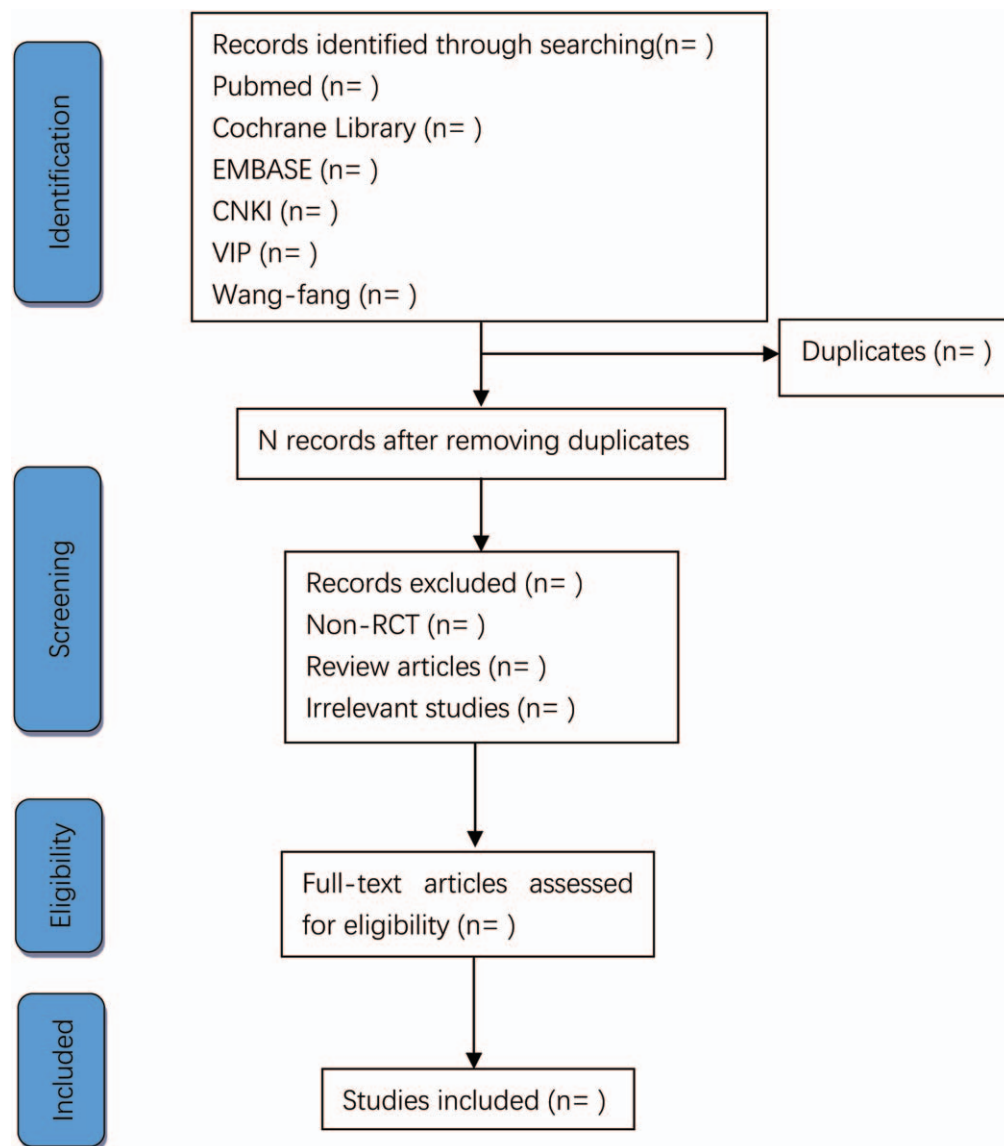 Identification
Records identified through searching(n= )
Pubmed (n= )
Cochrane Library (n= )
EMBASE (n= )
CNKI (n= )
VIP (n= )
Wang-fang (n= )
Duplicates (n= )
N records after removing duplicates
Screening
Records excluded (n= )
Non-RCT (n= )
Review articles (n= )
Irrelevant studies (n= )
Eligibility
Full-text articles assessed
for eligibility (n= )
Included
Studies included (n= )